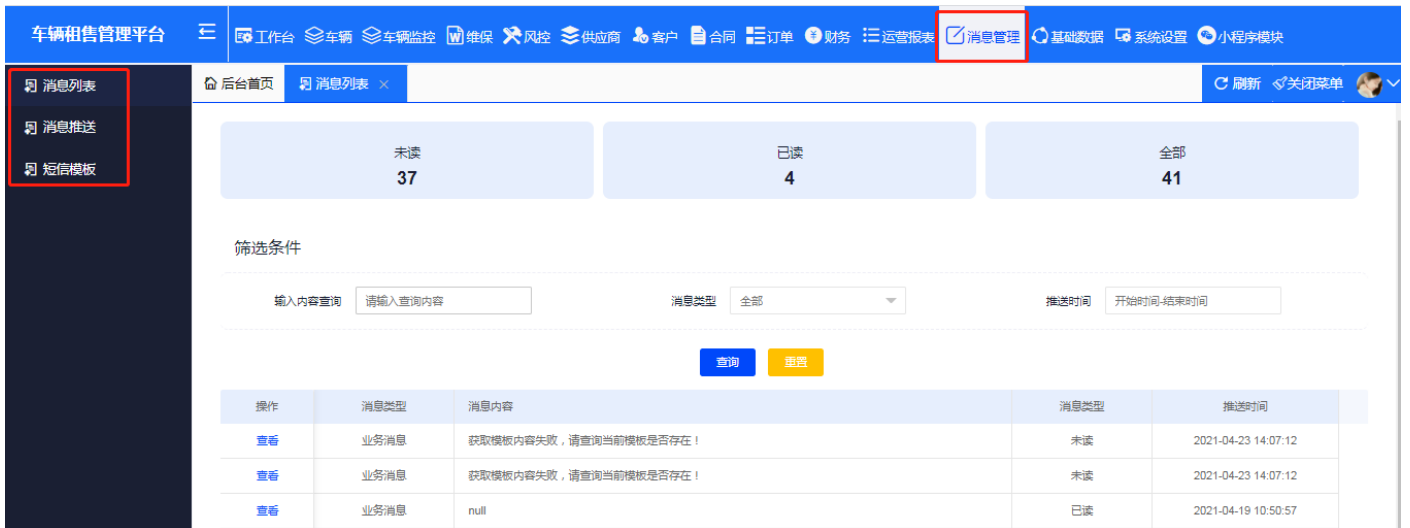 车辆租售管理平台 工作台 车辆 车辆监控 维保 风控 供应商 客户 合同 订单 财务 运营报表 消息管理 基础数据 系统设置 小程序模块
消息列表 后台首页 消息列表 × 刷新 关闭菜单
消息推送
短信模板
未读 已读 全部
37 4 41
筛选条件
输入内容查询 请输入查询内容 消息类型 全部 推送时间 开始时间-结束时间
查询 重置
操作 消息类型 消息内容 消息类型 推送时间
查看 业务消息 获取模板内容失败，请查询当前模板是否存在！ 未读 2021-04-23 14:07:12
查看 业务消息 获取模板内容失败，请查询当前模板是否存在！ 未读 2021-04-23 14:07:12
查看 业务消息 null 已读 2021-04-19 10:50:57